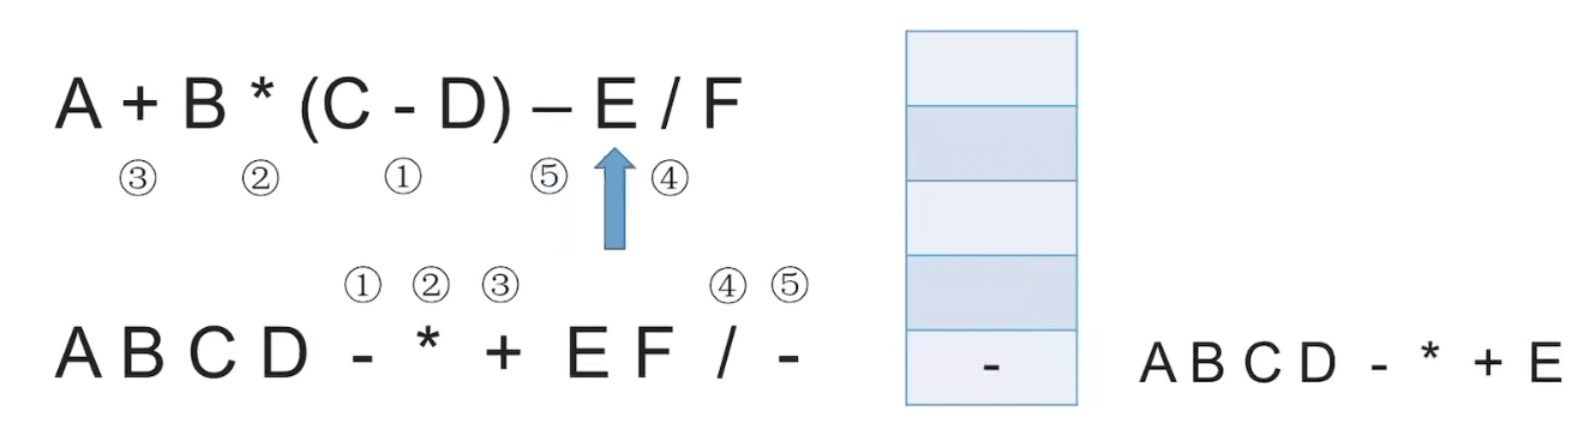 A + B * (C - D) – E / F
③ ② ① ⑤ ④
① ② ③ ④ ⑤
A B C D - * + E F / -
-
A B C D - * + E